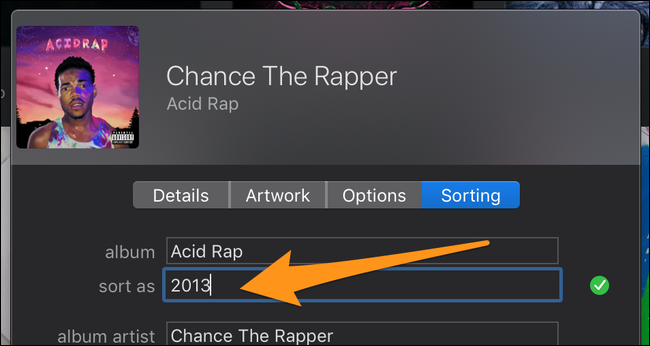 ACIDRAP
Chance The Rapper
Acid Rap
Details Artwork Options Sorting
album Acid Rap
sort as 2013
album artist Chance The Rapper